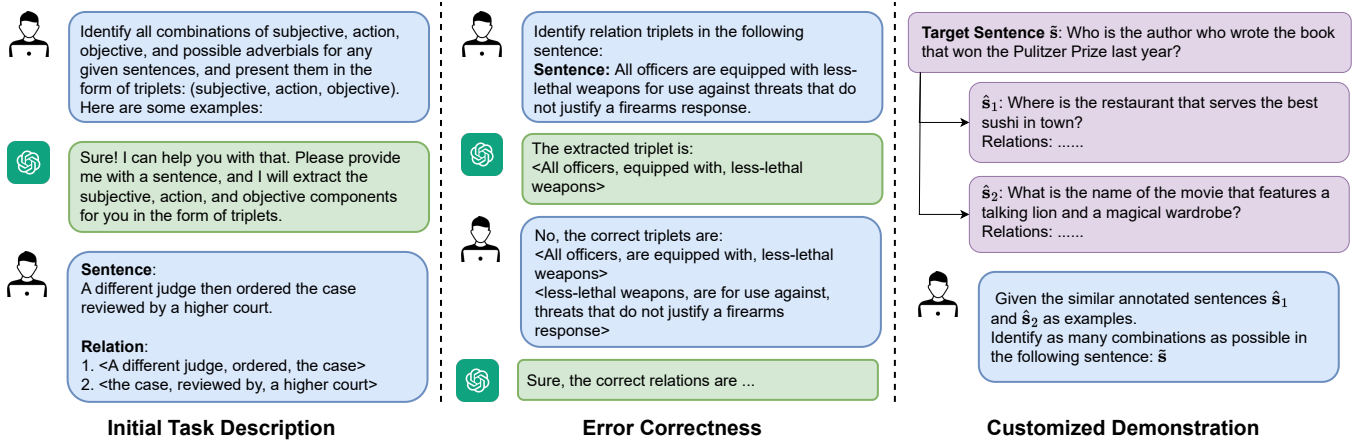 Identify all combinations of subjective, action,
objective, and possible adverbials for any
given sentences, and present them in the
form of triplets: (subjective, action, objective).
Here are some examples:
Sure! I can help you with that. Please provide
me with a sentence, and I will extract the
subjective, action, and objective components
for you in the form of triplets.
Sentence:
A different judge then ordered the case
reviewed by a higher court.
Relation:
1. <A different judge, ordered, the case>
2. <the case, reviewed by, a higher court>
Initial Task Description
Identify relation triplets in the following
sentence:
Sentence: All officers are equipped with less-
lethal weapons for use against threats that do
not justify a firearms response.
The extracted triplet is:
<All officers, equipped with, less-lethal
weapons>
No, the correct triplets are:
<All officers, are equipped with, less-lethal
weapons>
<less-lethal weapons, are for use against,
threats that do not justify a firearms
response>
Sure, the correct relations are ...
Error Correctness
Target Sentence s̃: Who is the author who wrote the book
that won the Pulitzer Prize last year?
ŝ₁: Where is the restaurant that serves the best
sushi in town?
Relations: ......
ŝ₂: What is the name of the movie that features a
talking lion and a magical wardrobe?
Relations: ......
Given the similar annotated sentences ŝ₁
and ŝ₂ as examples.
Identify as many combinations as possible in
the following sentence: s̃
Customized Demonstration